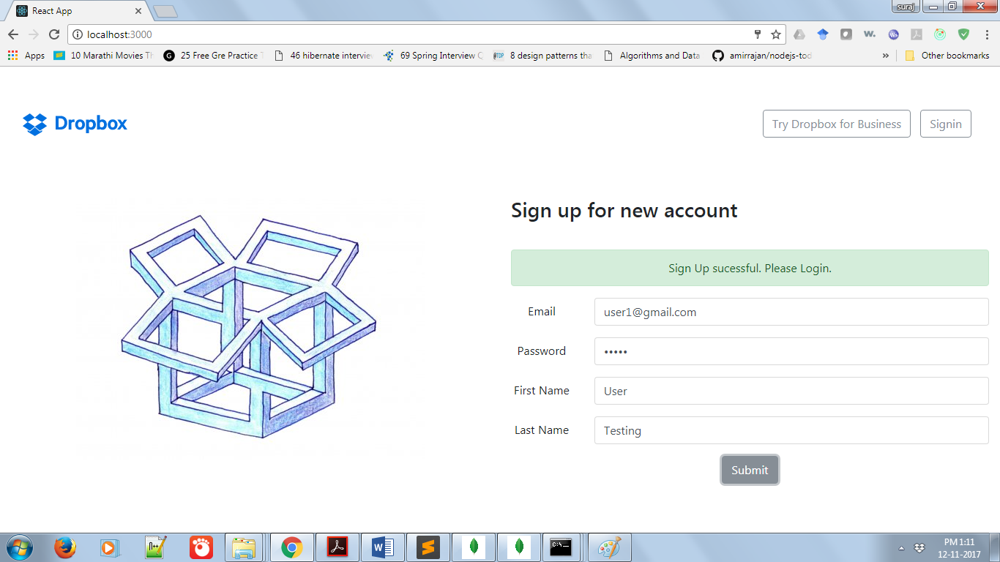 React App
suraj
localhost:3000
Apps
10 Marathi Movies Th
25 Free Gre Practice T
46 hibernate intervie
69 Spring Interview Q
8 design patterns tha
Algorithms and Data
amirrajan/nodejs-tod
»
Other bookmarks
Dropbox
Try Dropbox for Business
Signin
Sign up for new account
Sign Up sucessful. Please Login.
Email
user1@gmail.com
Password
•••••
First Name
User
Last Name
Testing
Submit
PM 1:11
12-11-2017